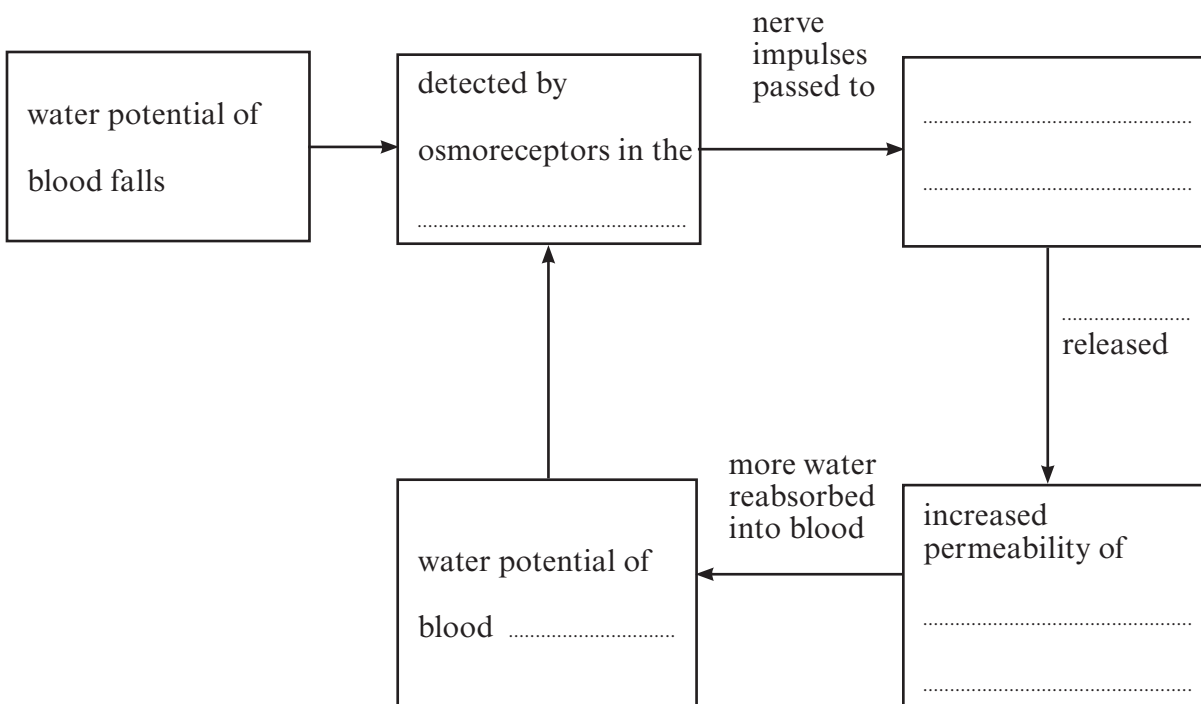 water potential of
blood falls
detected by
osmoreceptors in the
................................................
nerve
impulses
passed to
................................................
................................................
.......................
released
increased
permeability of
................................................
................................................
more water
reabsorbed
into blood
water potential of
blood ..............................